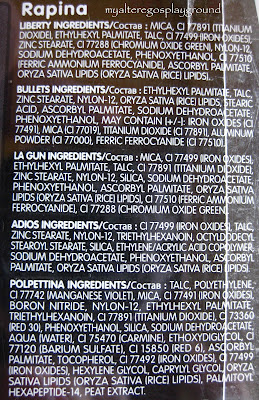 Rapina
myalteregosplayground
LIBERTY INGREDIENTS/Состав : MICA, CI 77891 (TITANIUM
DIOXIDE), ETHYLHEXYL PALMITATE, TALC, CI 77499 (IRON OXIDES),
ZINC STEARATE, CI 77288 (CHROMIUM OXIDE GREEN), NYLON-12,
SODIUM DEHYDROACETATE, PHENOXYETHANOL, CI 77510
(FERRIC AMMONIUM FERROCYANIDE), ASCORBYL PALMITATE,
ORYZA SATIVA LIPIDS (ORYZA SATIVA (RICE) LIPIDS).
BULLETS INGREDIENTS/Состав : ETHYLHEXYL PALMITATE, TALC,
ZINC STEARATE, NYLON-12, ORYZA SATIVA (RICE) LIPIDS, STEARIC
ACID, ASCORBYL PALMITATE, SODIUM DEHYDROACETATE,
PHENOXYETHANOL, MAY CONTAIN +/-: IRON OXIDES (CI
77491), MICA (CI 77019), TITANIUM DIOXIDE (CI 77891), ALUMINUM
POWDER (CI 77000), FERRIC FERROCYANIDE (CI 77510).
LA GUN INGREDIENTS/Состав : MICA, CI 77499 (IRON OXIDES),
ETHYLHEXYL PALMITATE, TALC, CI 77891 (TITANIUM DIOXIDE),
ZINC STEARATE, NYLON-12, SILICA, SODIUM DEHYDROACETATE,
PHENOXYETHANOL, ASCORBYL PALMITATE, ORYZA SATIVA LIPIDS
(ORYZA SATIVA (RICE) LIPIDS), CI 77510 (FERRIC AMMONIUM
FERROCYANIDE), CI 77288 (CHROMIUM OXIDE GREEN).
ADIOS INGREDIENTS/Состав : CI 77499 (IRON OXIDES), TALC,
ZINC STEARATE, NYLON-12, TRIETHYLHEXANOIN, OCTYLDODECYL
STEAROYL STEARATE, SILICA, ETHYLENE/ACRYLIC ACID COPOLYMER,
SODIUM DEHYDROACETATE, PHENOXYETHANOL, ASCORBYL
PALMITATE, ORYZA SATIVA LIPIDS (ORYZA SATIVA (RICE) LIPIDS).
POLPETTINA INGREDIENTS/Состав : TALC, POLYETHYLENE,
CI 77742 (MANGANESE VIOLET), MICA, CI 77491 (IRON OXIDES),
BORON NITRIDE, NYLON-12, ETHYLHEXYL PALMITATE,
TRIETHYLHEXANOIN, CI 77891 (TITANIUM DIOXIDE), CI 73360
(RED 30), PHENOXYETHANOL, SILICA, SODIUM DEHYDROACETATE,
AQUA (WATER), CI 75470 (CARMINE), ETHOXYDIGLYCOL, CI
77120 (BARIUM SULFATE), CI 15850 (RED 6), ASCORBYL
PALMITATE, TOCOPHEROL, CI 77492 (IRON OXIDES), CI 77499
(IRON OXIDES), HEXYLENE GLYCOL, CAPRYLYL GLYCOL, ORYZA
SATIVA LIPIDS (ORYZA SATIVA (RICE) LIPIDS), PALMITOYL
HEXAPEPTIDE-14, PEAT EXTRACT.